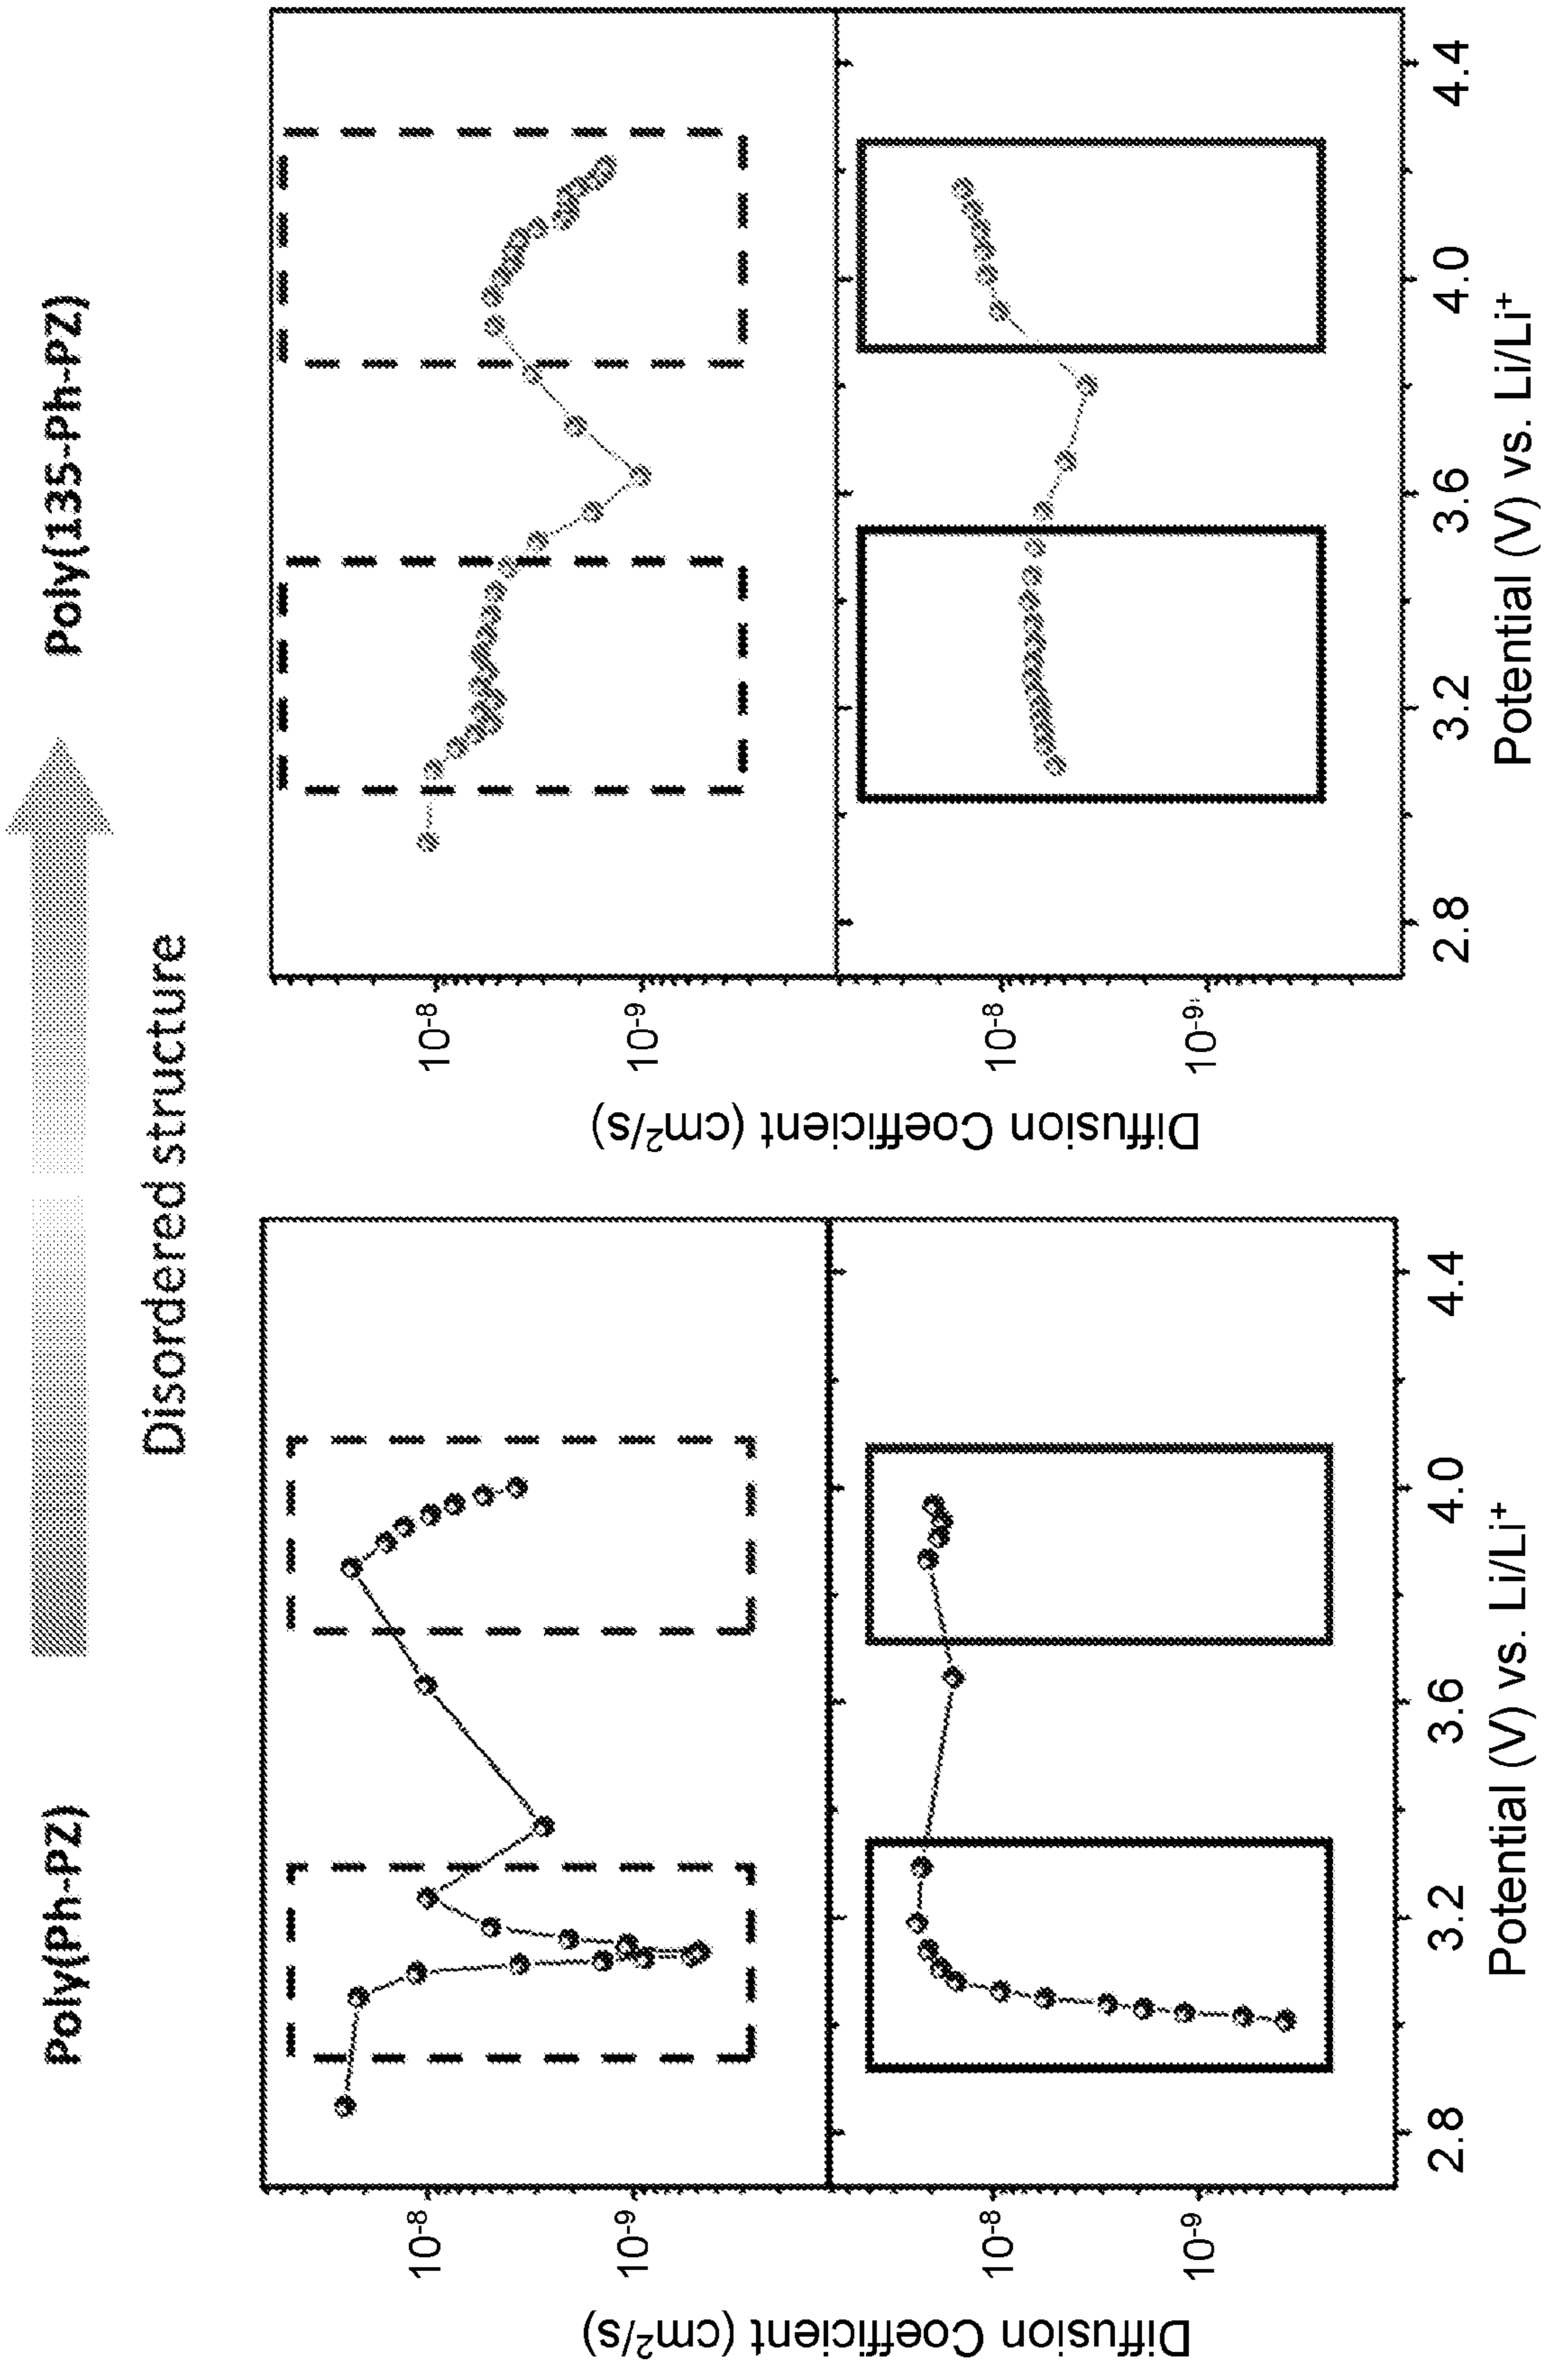 Poly(Ph-PZ)
Poly(135-Ph-PZ)
Disordered structure
Diffusion Coefficient (cm²/s)
10⁻⁸
10⁻⁹
10⁻⁸
10⁻⁹
2.8 3.2 3.6 4.0 4.4
Potential (V) vs. Li/Li⁺
Diffusion Coefficient (cm²/s)
10⁻⁸
10⁻⁹
10⁻⁸
10⁻⁹
2.8 3.2 3.6 4.0 4.4
Potential (V) vs. Li/Li⁺